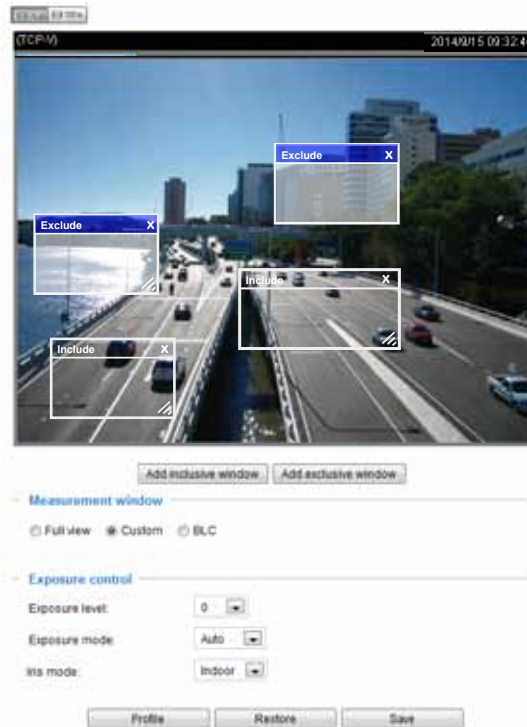 (TCP-V) 2014/9/15 09:32:4
Exclude X
Exclude X
Include X
Include X
Add inclusive window Add exclusive window
Measurement window
Full view Custom BLC
Exposure control
Exposure level: 0
Exposure mode: Auto
Iris mode: Indoor
Profile Restore Save